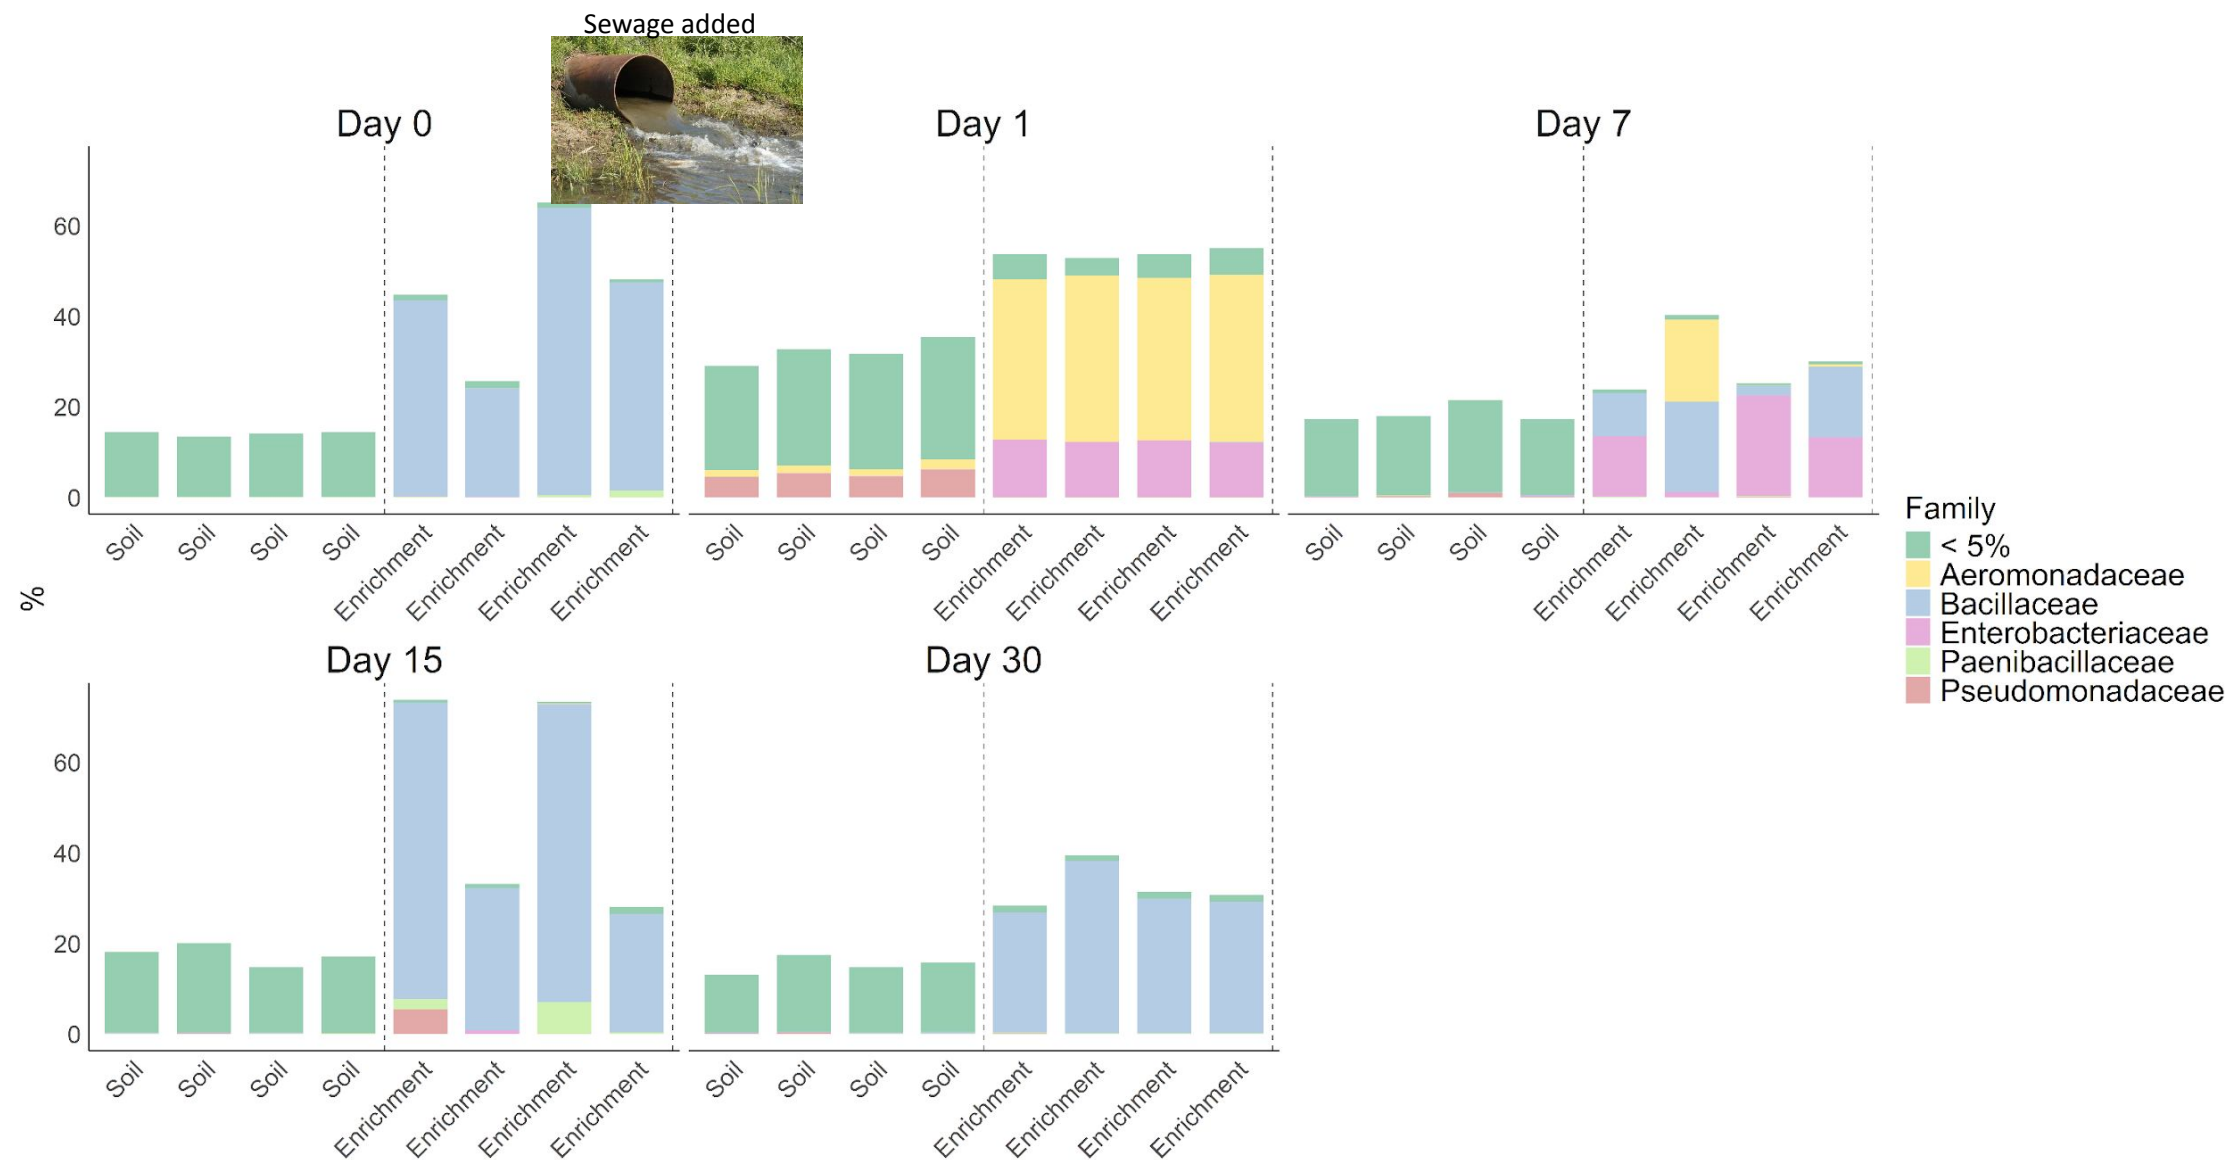 Sewage added
Day 0
Day 1
Day 7
60
40
20
0
Soil
Soil
Soil
Soil
Enrichment
Enrichment
Enrichment
Enrichment
Soil
Soil
Soil
Soil
Enrichment
Enrichment
Enrichment
Enrichment
Soil
Soil
Soil
Soil
Enrichment
Enrichment
Enrichment
Enrichment
%
Day 15
Day 30
60
40
20
0
Soil
Soil
Soil
Soil
Enrichment
Enrichment
Enrichment
Enrichment
Soil
Soil
Soil
Soil
Enrichment
Enrichment
Enrichment
Enrichment
Family
< 5%
Aeromonadaceae
Bacillaceae
Enterobacteriaceae
Paenibacillaceae
Pseudomonadaceae